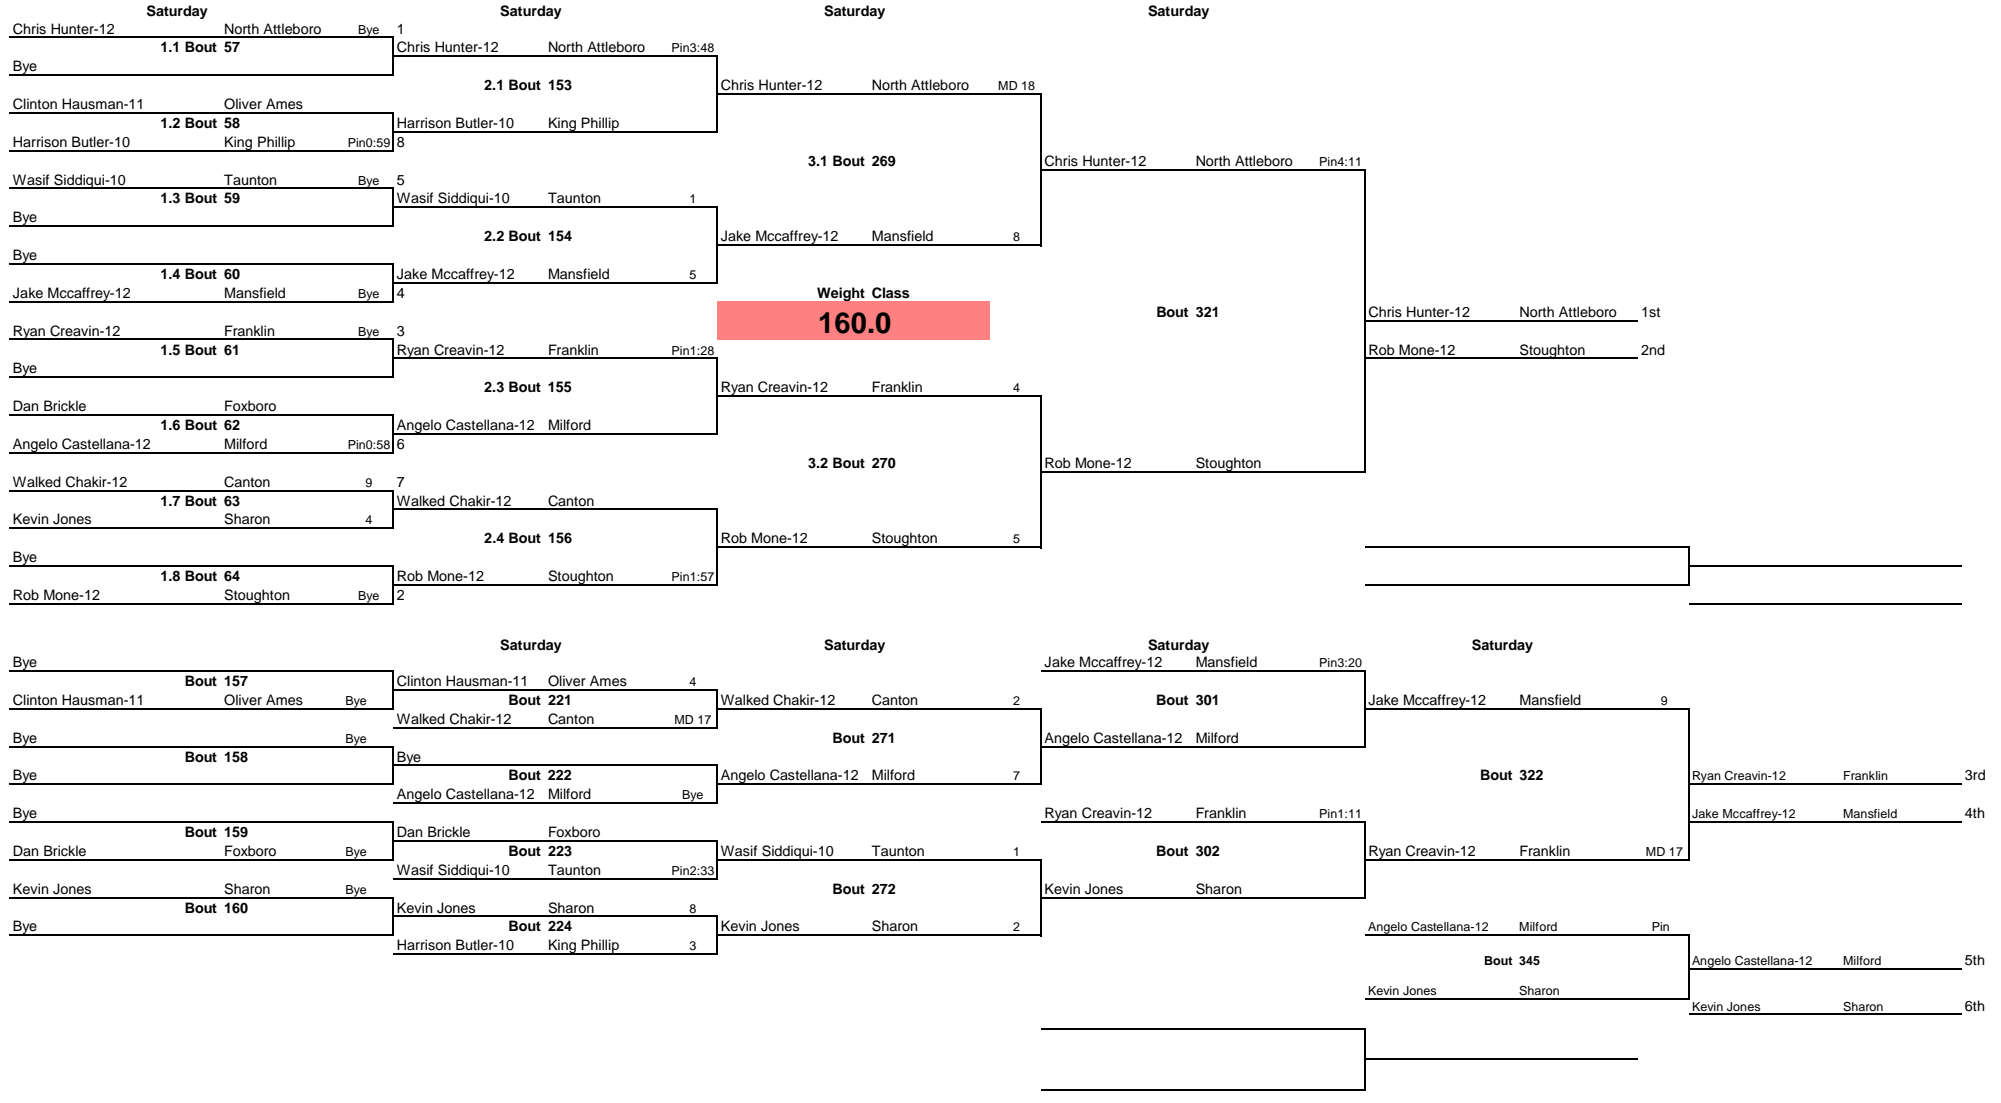 Saturday Saturday Saturday Saturday
Chris Hunter-12 North Attleboro Bye 1
1.1 Bout 57 Chris Hunter-12 North Attleboro Pin3:48
Bye
2.1 Bout 153 Chris Hunter-12 North Attleboro MD 18
Clinton Hausman-11 Oliver Ames
1.2 Bout 58 Harrison Butler-10 King Phillip
Harrison Butler-10 King Phillip Pin0:59 8
3.1 Bout 269 Chris Hunter-12 North Attleboro Pin4:11
Wasif Siddiqui-10 Taunton Bye 5
1.3 Bout 59 Wasif Siddiqui-10 Taunton 1
Bye
2.2 Bout 154 Jake Mccaffrey-12 Mansfield 8
Bye
1.4 Bout 60 Jake Mccaffrey-12 Mansfield 5
Jake Mccaffrey-12 Mansfield Bye 4 Weight Class
160.0 Bout 321 Chris Hunter-12 North Attleboro 1st
Ryan Creavin-12 Franklin Bye 3
1.5 Bout 61 Ryan Creavin-12 Franklin Pin1:28 Rob Mone-12 Stoughton 2nd
Bye
2.3 Bout 155 Ryan Creavin-12 Franklin 4
Dan Brickle Foxboro
1.6 Bout 62 Angelo Castellana-12 Milford
Angelo Castellana-12 Milford Pin0:58 6
3.2 Bout 270 Rob Mone-12 Stoughton
Walked Chakir-12 Canton 9 7
1.7 Bout 63 Walked Chakir-12 Canton
Kevin Jones Sharon 4
2.4 Bout 156 Rob Mone-12 Stoughton 5
Bye
1.8 Bout 64 Rob Mone-12 Stoughton Pin1:57
Rob Mone-12 Stoughton Bye 2
Saturday Saturday Saturday Saturday
Bye Jake Mccaffrey-12 Mansfield Pin3:20
Bout 157 Clinton Hausman-11 Oliver Ames 4
Clinton Hausman-11 Oliver Ames Bye Bout 221 Walked Chakir-12 Canton 2 Bout 301 Jake Mccaffrey-12 Mansfield 9
Walked Chakir-12 Canton MD 17
Bye Bye Bout 271 Angelo Castellana-12 Milford
Bout 158 Bye
Bye Bout 222 Angelo Castellana-12 Milford 7 Bout 322 Ryan Creavin-12 Franklin 3rd
Angelo Castellana-12 Milford Bye
Bye Ryan Creavin-12 Franklin Pin1:11 Jake Mccaffrey-12 Mansfield 4th
Bout 159 Dan Brickle Foxboro
Dan Brickle Foxboro Bye Bout 223 Wasif Siddiqui-10 Taunton 1 Bout 302 Ryan Creavin-12 Franklin MD 17
Wasif Siddiqui-10 Taunton Pin2:33
Kevin Jones Sharon Bye Bout 272 Kevin Jones Sharon
Bout 160 Kevin Jones Sharon 8
Bye Bout 224 Kevin Jones Sharon 2 Angelo Castellana-12 Milford Pin
Harrison Butler-10 King Phillip 3
Bout 345 Angelo Castellana-12 Milford 5th
Kevin Jones Sharon
Kevin Jones Sharon 6th